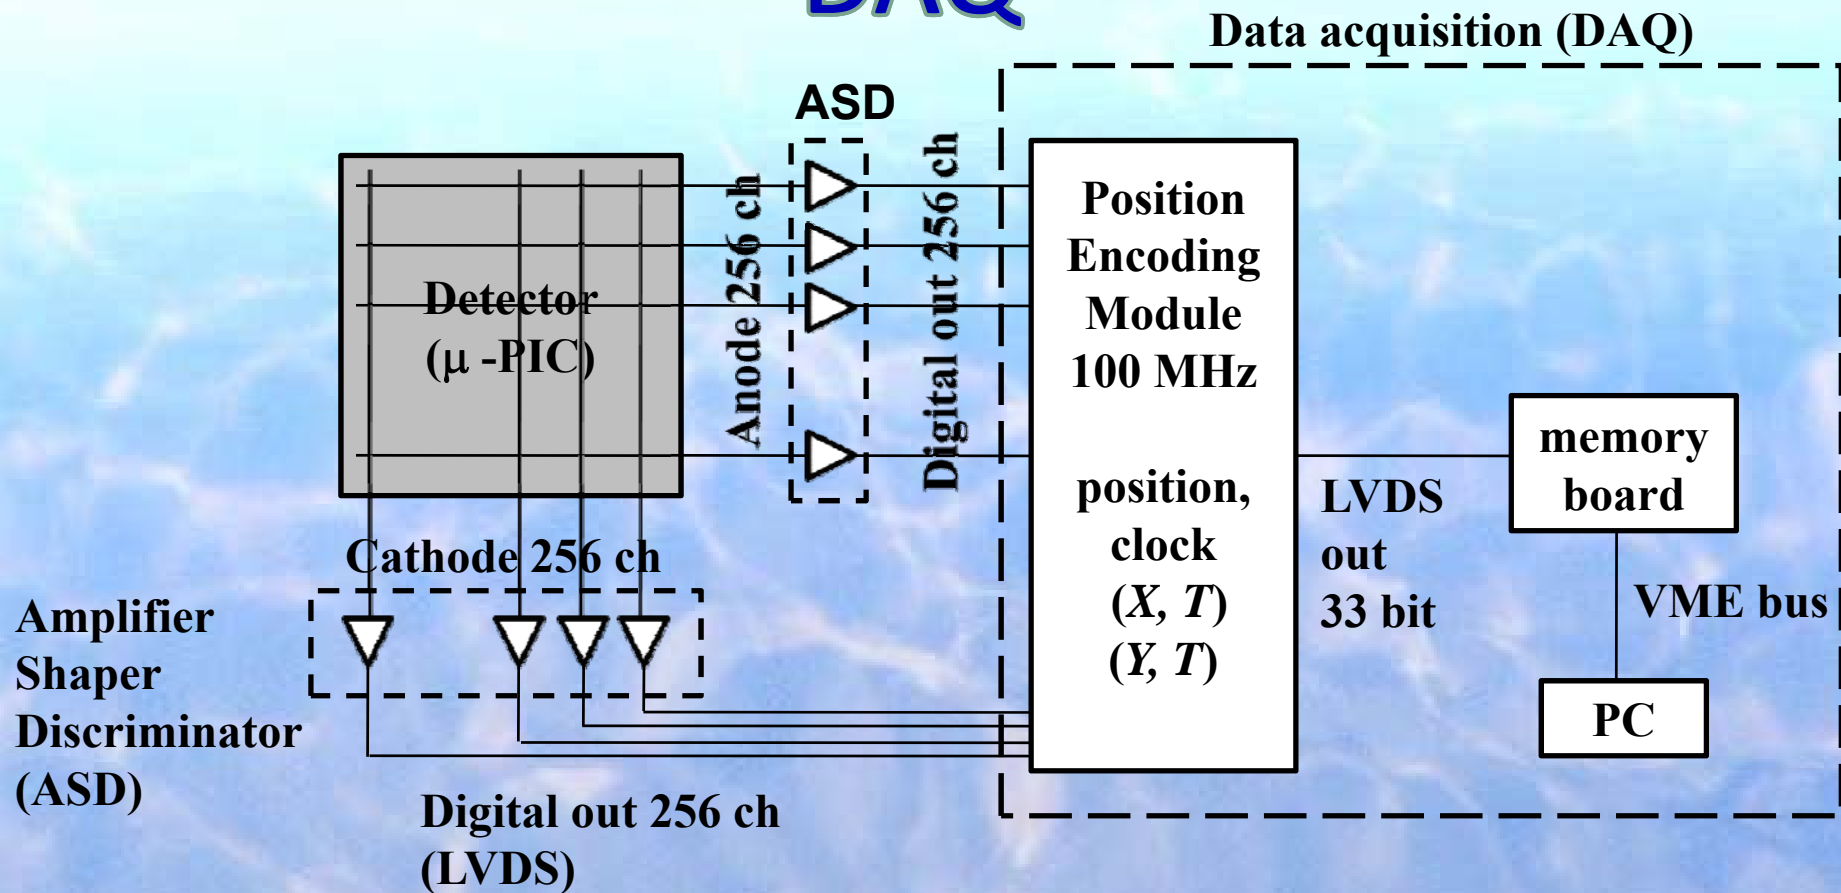 DAQ
Data acquisition (DAQ)
ASD
Anode 256 ch
Digital out 256 ch
Detector
(μ -PIC)
Position
Encoding
Module
100 MHz
position,
clock
(X, T)
(Y, T)
LVDS
out
33 bit
memory
board
VME bus
PC
Cathode 256 ch
Amplifier
Shaper
Discriminator
(ASD)
Digital out 256 ch
(LVDS)